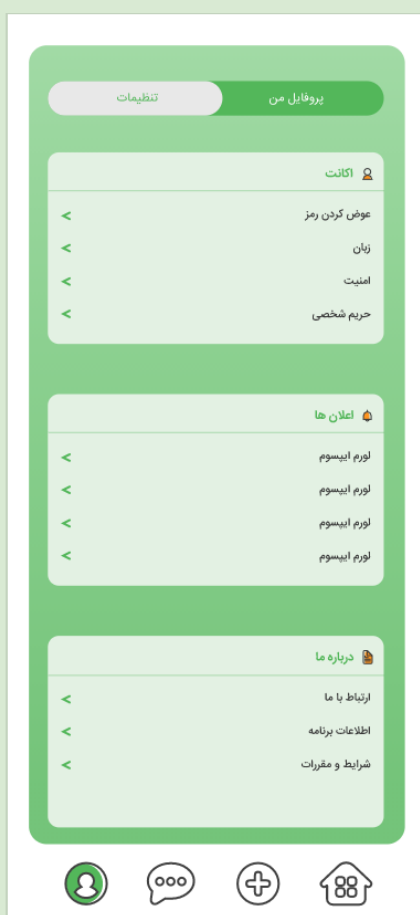 پروفایل من
تنظیمات
اکانت
عوض کردن رمز
زبان
امنیت
حریم شخصی
اعلان ها
لورم ایپسوم
لورم ایپسوم
لورم ایپسوم
لورم ایپسوم
درباره ما
ارتباط با ما
اطلاعات برنامه
شرایط و مقررات